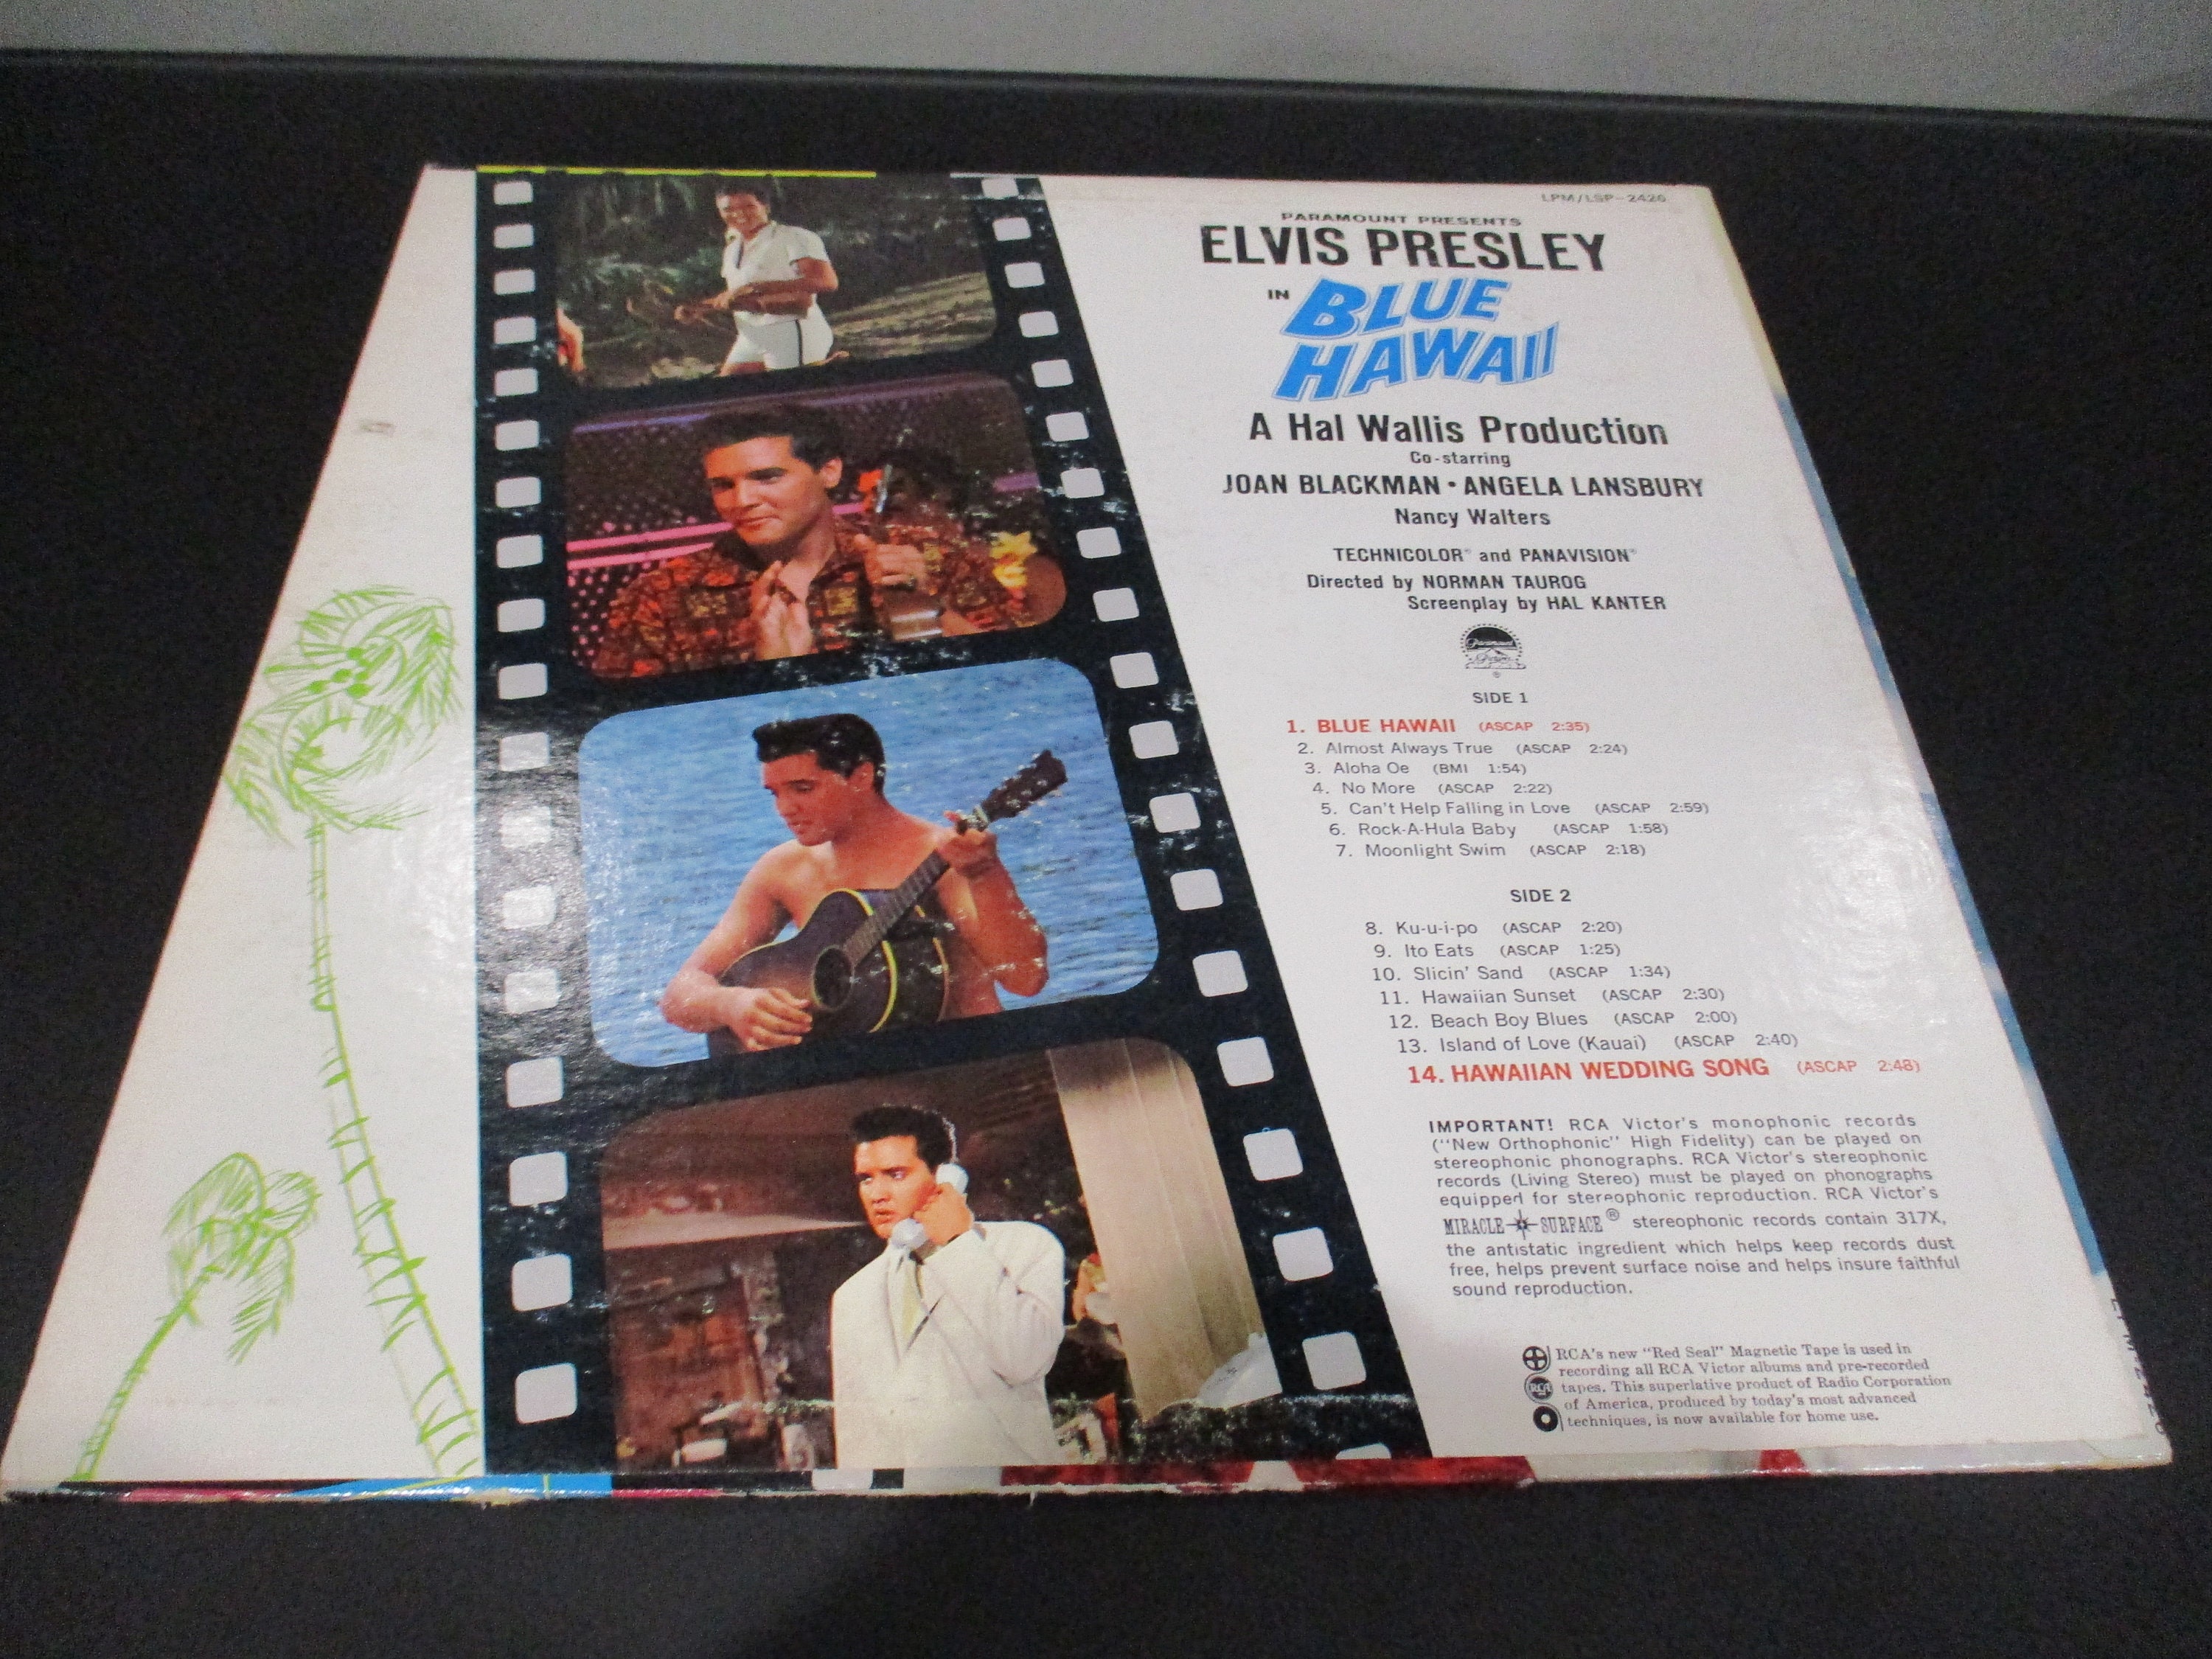 LPM/LSP-2426
PARAMOUNT PRESENTS
ELVIS PRESLEY
IN BLUE
HAWAII
A Hal Wallis Production
Co-starring
JOAN BLACKMAN • ANGELA LANSBURY
Nancy Walters
TECHNICOLOR® and PANAVISION®
Directed by NORMAN TAUROG
Screenplay by HAL KANTER
Paramount
®
SIDE 1
1. BLUE HAWAII (ASCAP 2:35)
2. Almost Always True (ASCAP 2:24)
3. Aloha Oe (BMI 1:54)
4. No More (ASCAP 2:22)
5. Can't Help Falling in Love (ASCAP 2:59)
6. Rock-A-Hula Baby (ASCAP 1:58)
7. Moonlight Swim (ASCAP 2:18)
SIDE 2
8. Ku-u-i-po (ASCAP 2:20)
9. Ito Eats (ASCAP 1:25)
10. Slicin' Sand (ASCAP 1:34)
11. Hawaiian Sunset (ASCAP 2:30)
12. Beach Boy Blues (ASCAP 2:00)
13. Island of Love (Kauai) (ASCAP 2:40)
14. HAWAIIAN WEDDING SONG (ASCAP 2:48)
IMPORTANT! RCA Victor's monophonic records
("New Orthophonic" High Fidelity) can be played on
stereophonic phonographs. RCA Victor's stereophonic
records (Living Stereo) must be played on phonographs
equipped for stereophonic reproduction. RCA Victor's
MIRACLE SURFACE® stereophonic records contain 317X,
the antistatic ingredient which helps keep records dust
free, helps prevent surface noise and helps insure faithful
sound reproduction.
RCA's new "Red Seal" Magnetic Tape is used in
recording all RCA Victor albums and pre-recorded
RCA tapes. This superlative product of Radio Corporation
of America, produced by today's most advanced
techniques, is now available for home use.